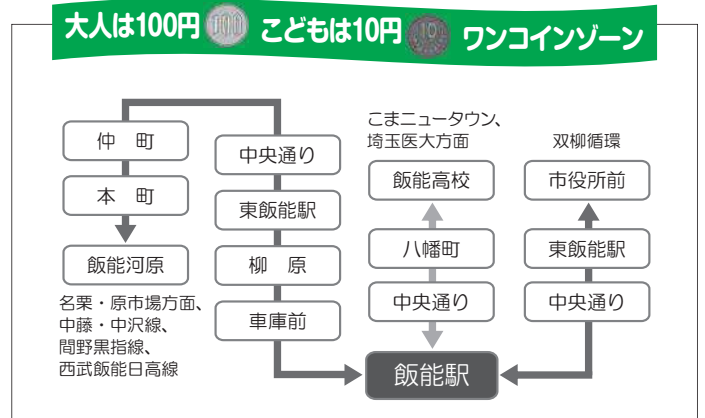 大人は100円 100 こどもは10円 10 ワンコインゾーン
仲　町
本　町
飯能河原
名栗・原市場方面、
中藤・中沢線、
間野黒指線、
西武飯能日高線
中央通り
東飯能駅
柳　原
車庫前
こまニュータウン、
埼玉医大方面
飯能高校
八幡町
中央通り
双柳循環
市役所前
東飯能駅
中央通り
飯能駅